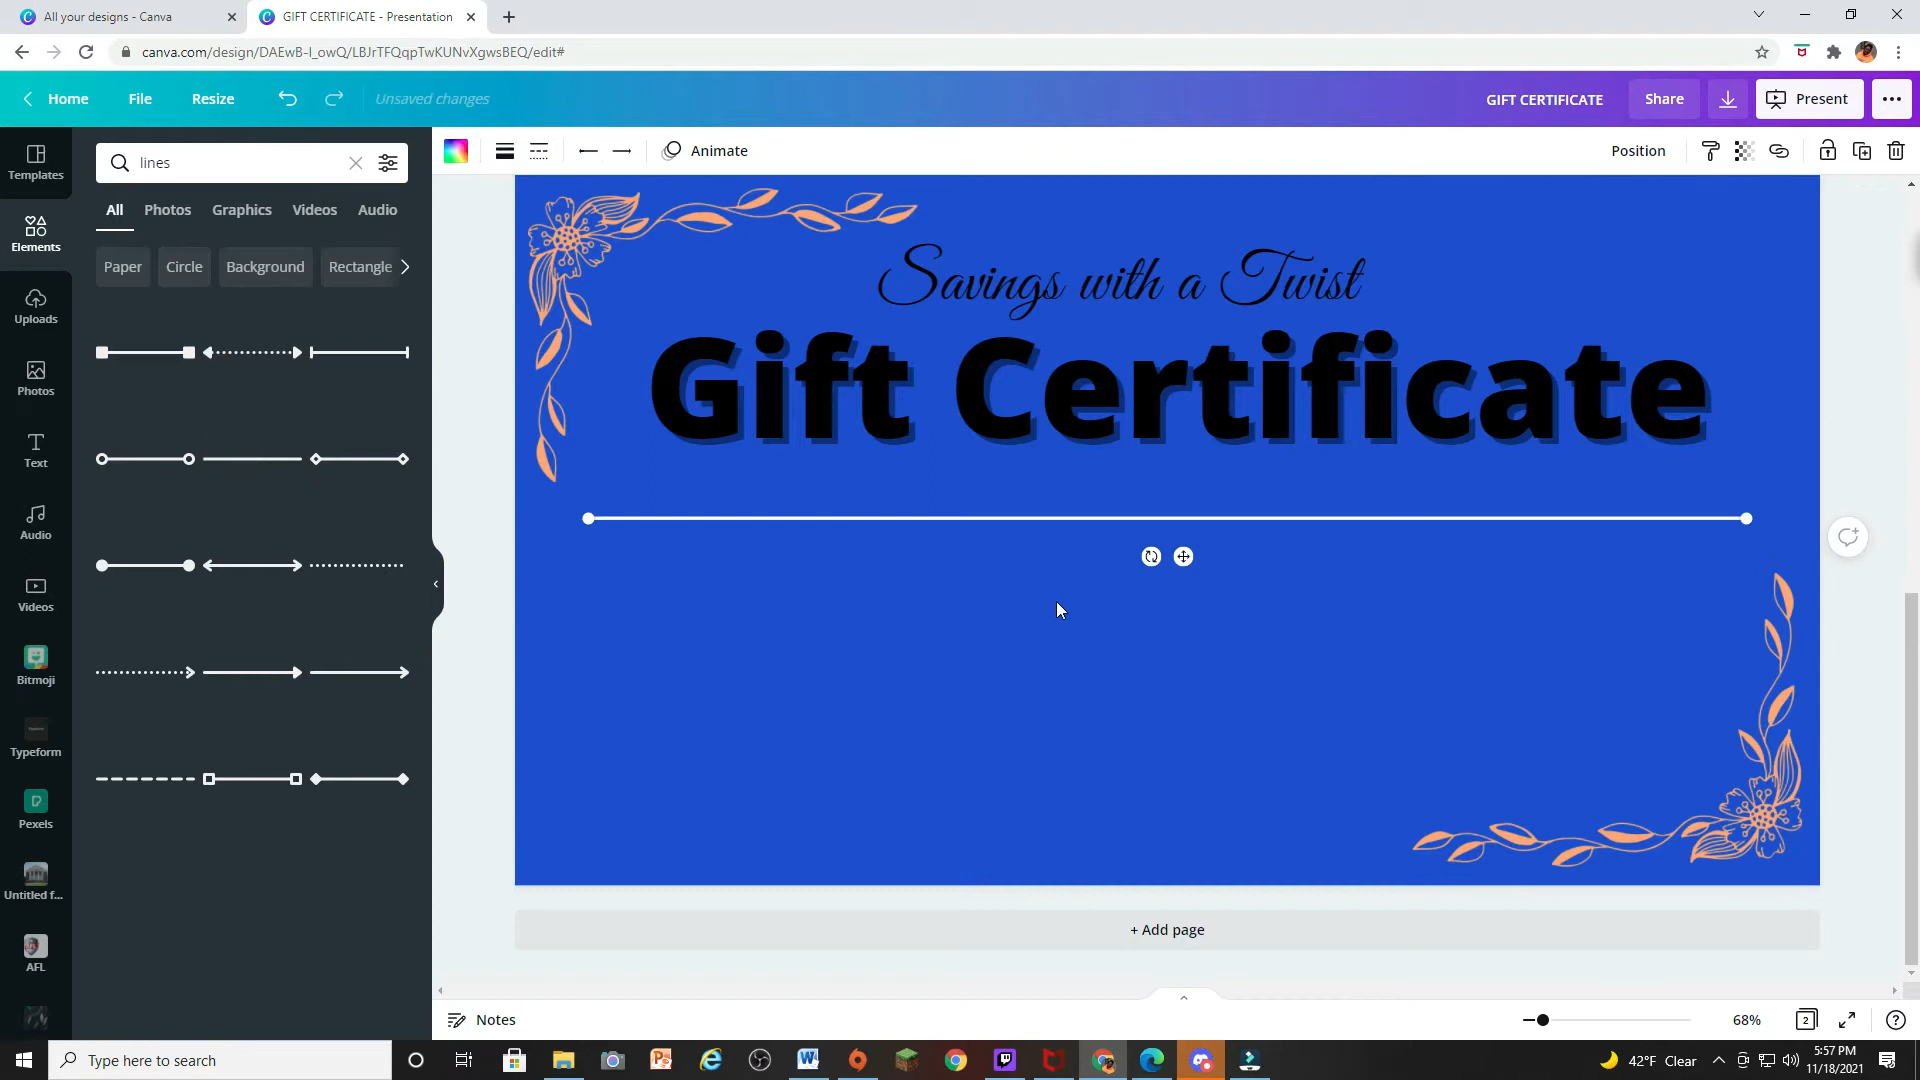 All your designs - Canva
GIFT CERTIFICATE - Presentation
canva.com/design/DAEwB-I_owQ/LBJrTFQqpTwKUNvXgwsBEQ/edit#
Home
File
Resize
Unsaved changes
GIFT CERTIFICATE
Share
Present
Templates
Elements
Uploads
Photos
Text
Audio
Videos
Bitmoji
Typeform
Pexels
Untitled f...
AFL
lines
All
Photos
Graphics
Videos
Audio
Paper
Circle
Background
Rectangle
Animate
Position
Savings with a Twist
Gift Certificate
+ Add page
Notes
68%
2
Type here to search
42°F Clear
5:57 PM
11/18/2021